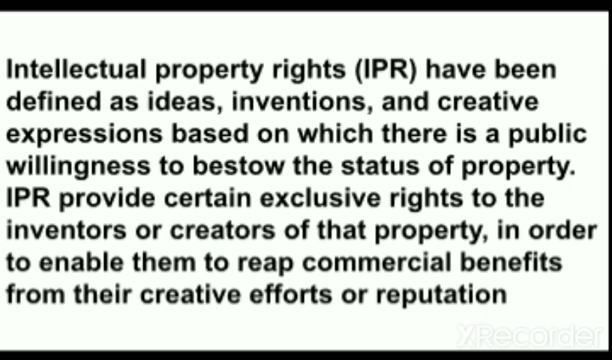 Intellectual property rights (IPR) have been
defined as ideas, inventions, and creative
expressions based on which there is a public
willingness to bestow the status of property.
IPR provide certain exclusive rights to the
inventors or creators of that property, in order
to enable them to reap commercial benefits
from their creative efforts or reputation
XRecorder